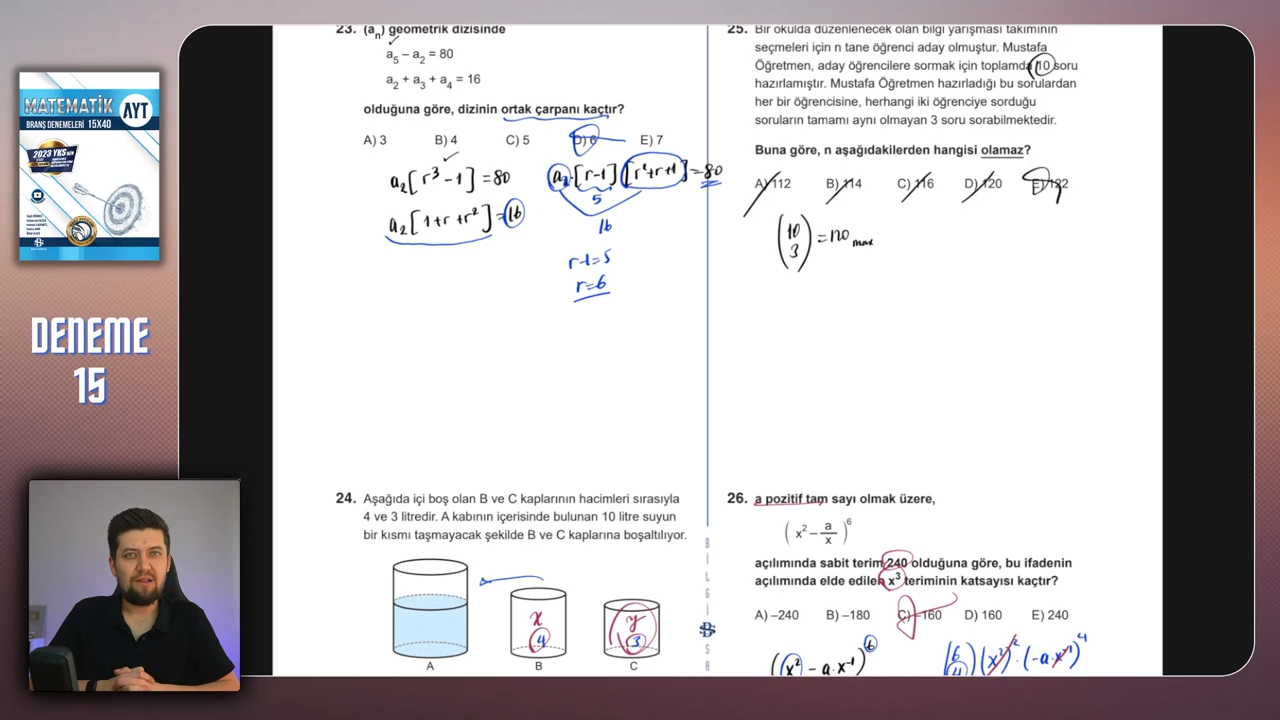 MATEMATİK
AYT
BRANŞ DENEMELERİ 15X40
2023 YKS'NİN
DENEME
15
23. (aₙ) geometrik dizisinde
a₅ – a₂ = 80
a₂ + a₃ + a₄ = 16
olduğuna göre, dizinin ortak çarpanı kaçtır?
A) 3 B) 4 C) 5 D) 6 E) 7
a₂[r³-1]=80
a₂[1+r+r²]=16
a₂.[r-1][r²+r+1]=80
5
16
r-1=5
r=6
24. Aşağıda içi boş olan B ve C kaplarının hacimleri sırasıyla
4 ve 3 litredir. A kabının içerisinde bulunan 10 litre suyun
bir kısmı taşmayacak şekilde B ve C kaplarına boşaltılıyor.
x
4
y
3
A B C
BİLGİ
SA
25. Bir okulda düzenlenecek olan bilgi yarışması takımının
seçmeleri için n tane öğrenci aday olmuştur. Mustafa
Öğretmen, aday öğrencilere sormak için toplamda 10 soru
hazırlamıştır. Mustafa Öğretmen hazırladığı bu sorulardan
her bir öğrencisine, herhangi iki öğrenciye sorduğu
soruların tamamı aynı olmayan 3 soru sorabilmektedir.
Buna göre, n aşağıdakilerden hangisi olamaz?
A) 112 B) 114 C) 116 D) 120 E) 122
(10 3) = 120 max
26. a pozitif tam sayı olmak üzere,
(x² – a/x)⁶
açılımında sabit terim 240 olduğuna göre, bu ifadenin
açılımında elde edilen x³ teriminin katsayısı kaçtır?
A) –240 B) –180 C) –160 D) 160 E) 240
((x²) - a.x⁻¹)⁶
(6 4)(x²)².(-a.x⁻¹)⁴